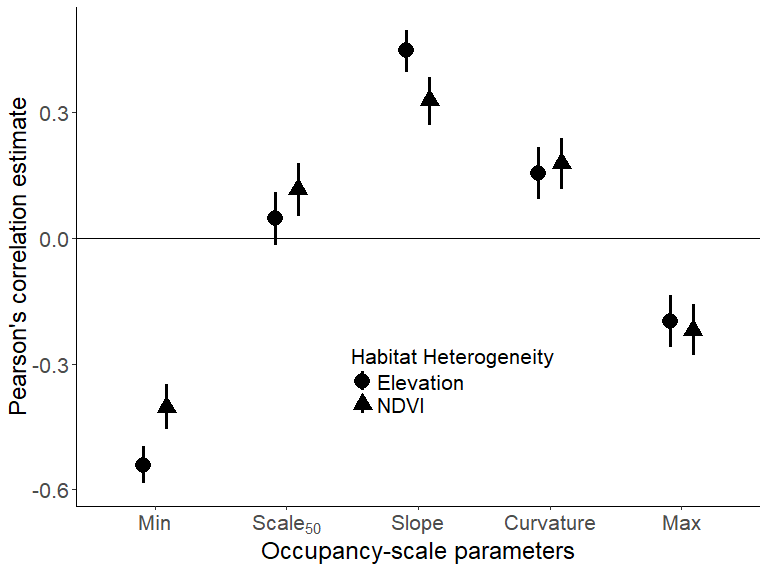 Pearson's correlation estimate
0.3
0.0
-0.3
-0.6
Habitat Heterogeneity
Elevation
NDVI
Min Scale50 Slope Curvature Max
Occupancy-scale parameters